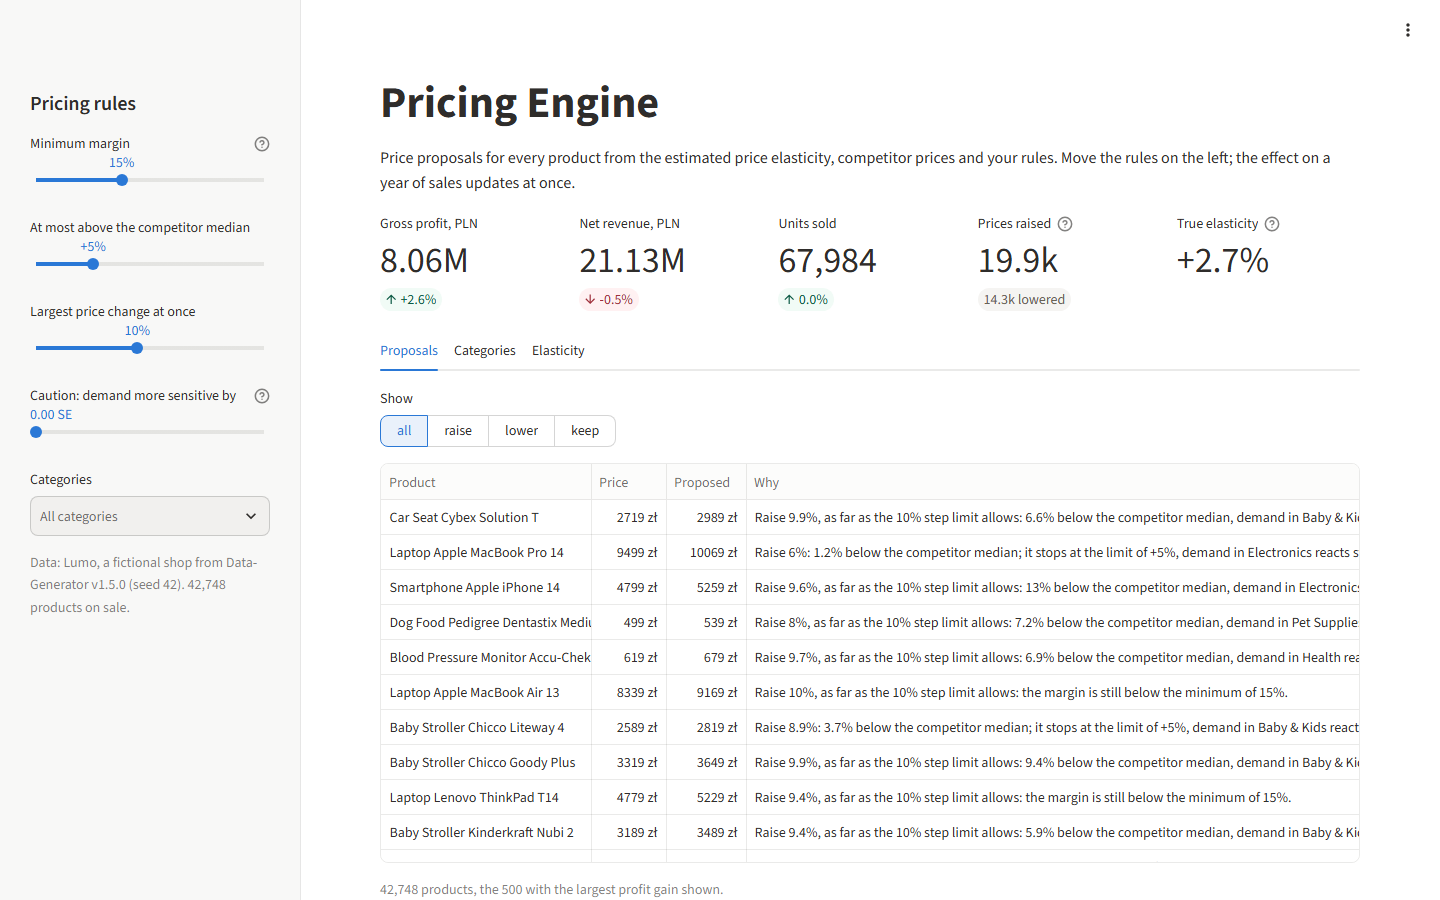 Pricing rules
Minimum margin
15%
At most above the competitor median
+5%
Largest price change at once
10%
Caution: demand more sensitive by
0.00 SE
Categories
All categories
Data: Lumo, a fictional shop from Data-
Generator v1.5.0 (seed 42). 42,748
products on sale.
Pricing Engine
Price proposals for every product from the estimated price elasticity, competitor prices and your rules. Move the rules on the left; the effect on a
year of sales updates at once.
Gross profit, PLN
8.06M
↑ +2.6%
Net revenue, PLN
21.13M
↓ -0.5%
Units sold
67,984
↑ 0.0%
Prices raised
19.9k
14.3k lowered
True elasticity
+2.7%
Proposals Categories Elasticity
Show
all raise lower keep
Product Price Proposed Why
Car Seat Cybex Solution T 2719 zł 2989 zł Raise 9.9%, as far as the 10% step limit allows: 6.6% below the competitor median, demand in Baby & Ki
Laptop Apple MacBook Pro 14 9499 zł 10069 zł Raise 6%: 1.2% below the competitor median; it stops at the limit of +5%, demand in Electronics reacts s
Smartphone Apple iPhone 14 4799 zł 5259 zł Raise 9.6%, as far as the 10% step limit allows: 13% below the competitor median, demand in Electronics
Dog Food Pedigree Dentastix Mediu 499 zł 539 zł Raise 8%, as far as the 10% step limit allows: 7.2% below the competitor median, demand in Pet Supplie
Blood Pressure Monitor Accu-Chek 619 zł 679 zł Raise 9.7%, as far as the 10% step limit allows: 6.9% below the competitor median, demand in Health rea
Laptop Apple MacBook Air 13 8339 zł 9169 zł Raise 10%, as far as the 10% step limit allows: the margin is still below the minimum of 15%.
Baby Stroller Chicco Liteway 4 2589 zł 2819 zł Raise 8.9%: 3.7% below the competitor median; it stops at the limit of +5%, demand in Baby & Kids react
Baby Stroller Chicco Goody Plus 3319 zł 3649 zł Raise 9.9%, as far as the 10% step limit allows: 9.4% below the competitor median, demand in Baby & Ki
Laptop Lenovo ThinkPad T14 4779 zł 5229 zł Raise 9.4%, as far as the 10% step limit allows: the margin is still below the minimum of 15%.
Baby Stroller Kinderkraft Nubi 2 3189 zł 3489 zł Raise 9.4%, as far as the 10% step limit allows: 5.9% below the competitor median, demand in Baby & Ki
42,748 products, the 500 with the largest profit gain shown.